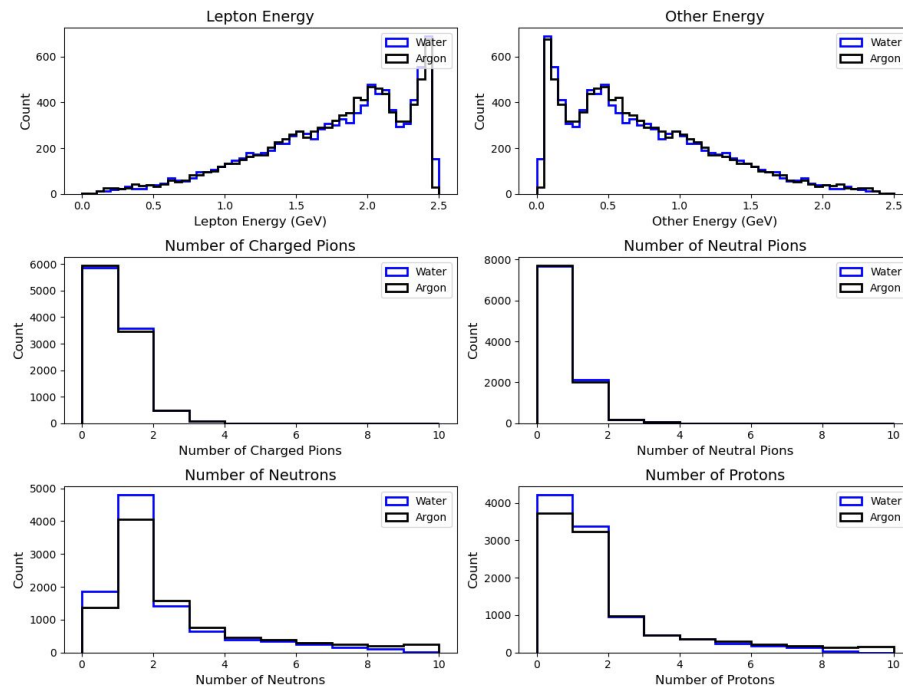 Lepton Energy
Count
600
400
200
0
0.0 0.5 1.0 1.5 2.0 2.5
Lepton Energy (GeV)
Water
Argon
Other Energy
Count
600
400
200
0
0.0 0.5 1.0 1.5 2.0 2.5
Other Energy (GeV)
Water
Argon
Number of Charged Pions
Count
6000
5000
4000
3000
2000
1000
0
0 2 4 6 8 10
Number of Charged Pions
Water
Argon
Number of Neutral Pions
Count
8000
6000
4000
2000
0
0 2 4 6 8 10
Number of Neutral Pions
Water
Argon
Number of Neutrons
Count
5000
4000
3000
2000
1000
0
0 2 4 6 8 10
Number of Neutrons
Water
Argon
Number of Protons
Count
4000
3000
2000
1000
0
0 2 4 6 8 10
Number of Protons
Water
Argon